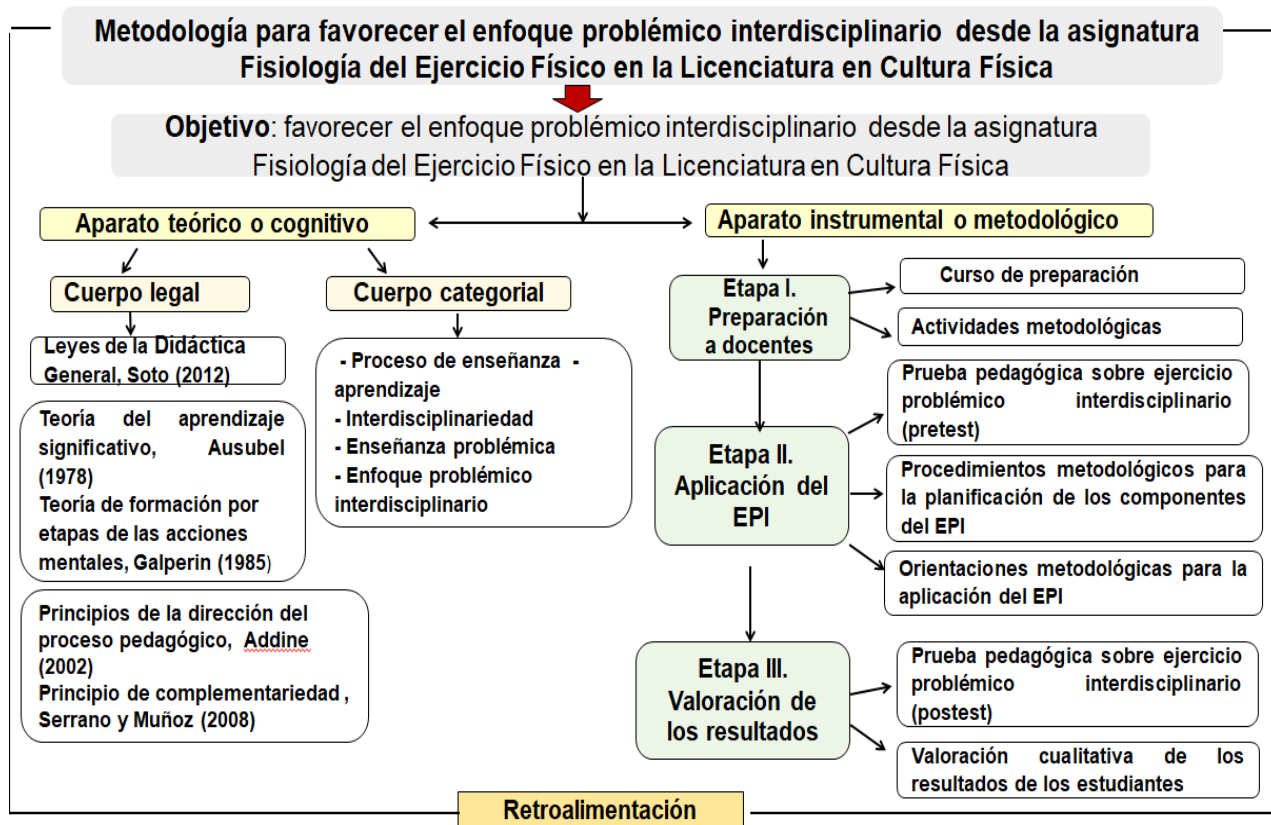 Metodología para favorecer el enfoque problémico interdisciplinario desde la asignatura
Fisiología del Ejercicio Físico en la Licenciatura en Cultura Física
Objetivo: favorecer el enfoque problémico interdisciplinario desde la asignatura
Fisiología del Ejercicio Físico en la Licenciatura en Cultura Física
Aparato teórico o cognitivo
Cuerpo legal
Leyes de la Didáctica
General, Soto (2012)
Teoría del aprendizaje
significativo, Ausubel
(1978)
Teoría de formación por
etapas de las acciones
mentales, Galperin (1985)
Principios de la dirección del
proceso pedagógico, Addine
(2002)
Principio de complementariedad ,
Serrano y Muñoz (2008)
Cuerpo categorial
- Proceso de enseñanza -
aprendizaje
- Interdisciplinariedad
- Enseñanza problémica
- Enfoque problémico
interdisciplinario
Aparato instrumental o metodológico
Etapa I.
Preparación
a docentes
Curso de preparación
Actividades metodológicas
Etapa II.
Aplicación del
EPI
Prueba pedagógica sobre ejercicio
problémico interdisciplinario
(pretest)
Procedimientos metodológicos para
la planificación de los componentes
del EPI
Orientaciones metodológicas para la
aplicación del EPI
Etapa III.
Valoración de
los resultados
Prueba pedagógica sobre ejercicio
problémico interdisciplinario
(postest)
Valoración cualitativa de los
resultados de los estudiantes
Retroalimentación